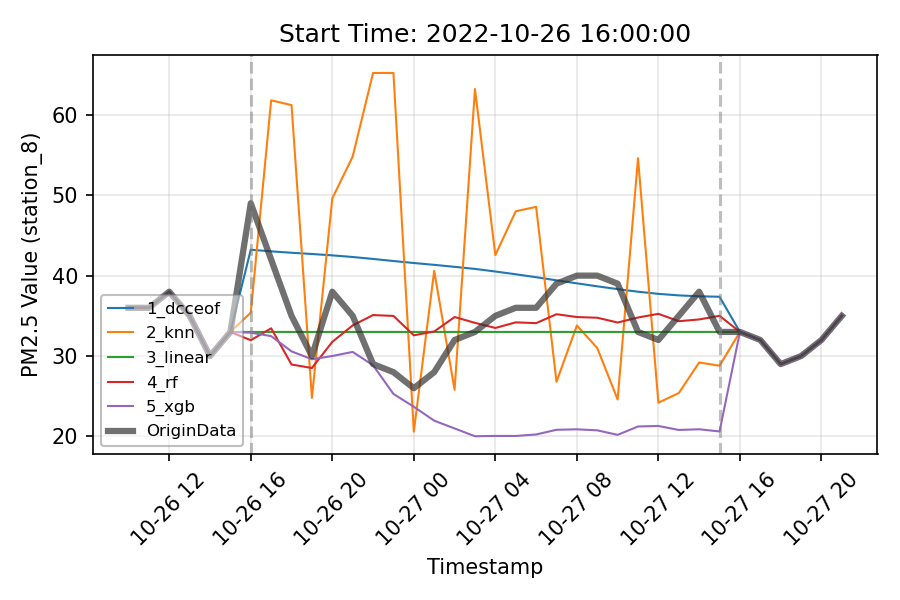 Start Time: 2022-10-26 16:00:00
PM2.5 Value (station_8)
60
50
40
30
20
1_dcceof
2_knn
3_linear
4_rf
5_xgb
OriginData
10-26 12
10-26 16
10-26 20
10-27 00
10-27 04
10-27 08
10-27 12
10-27 16
10-27 20
Timestamp